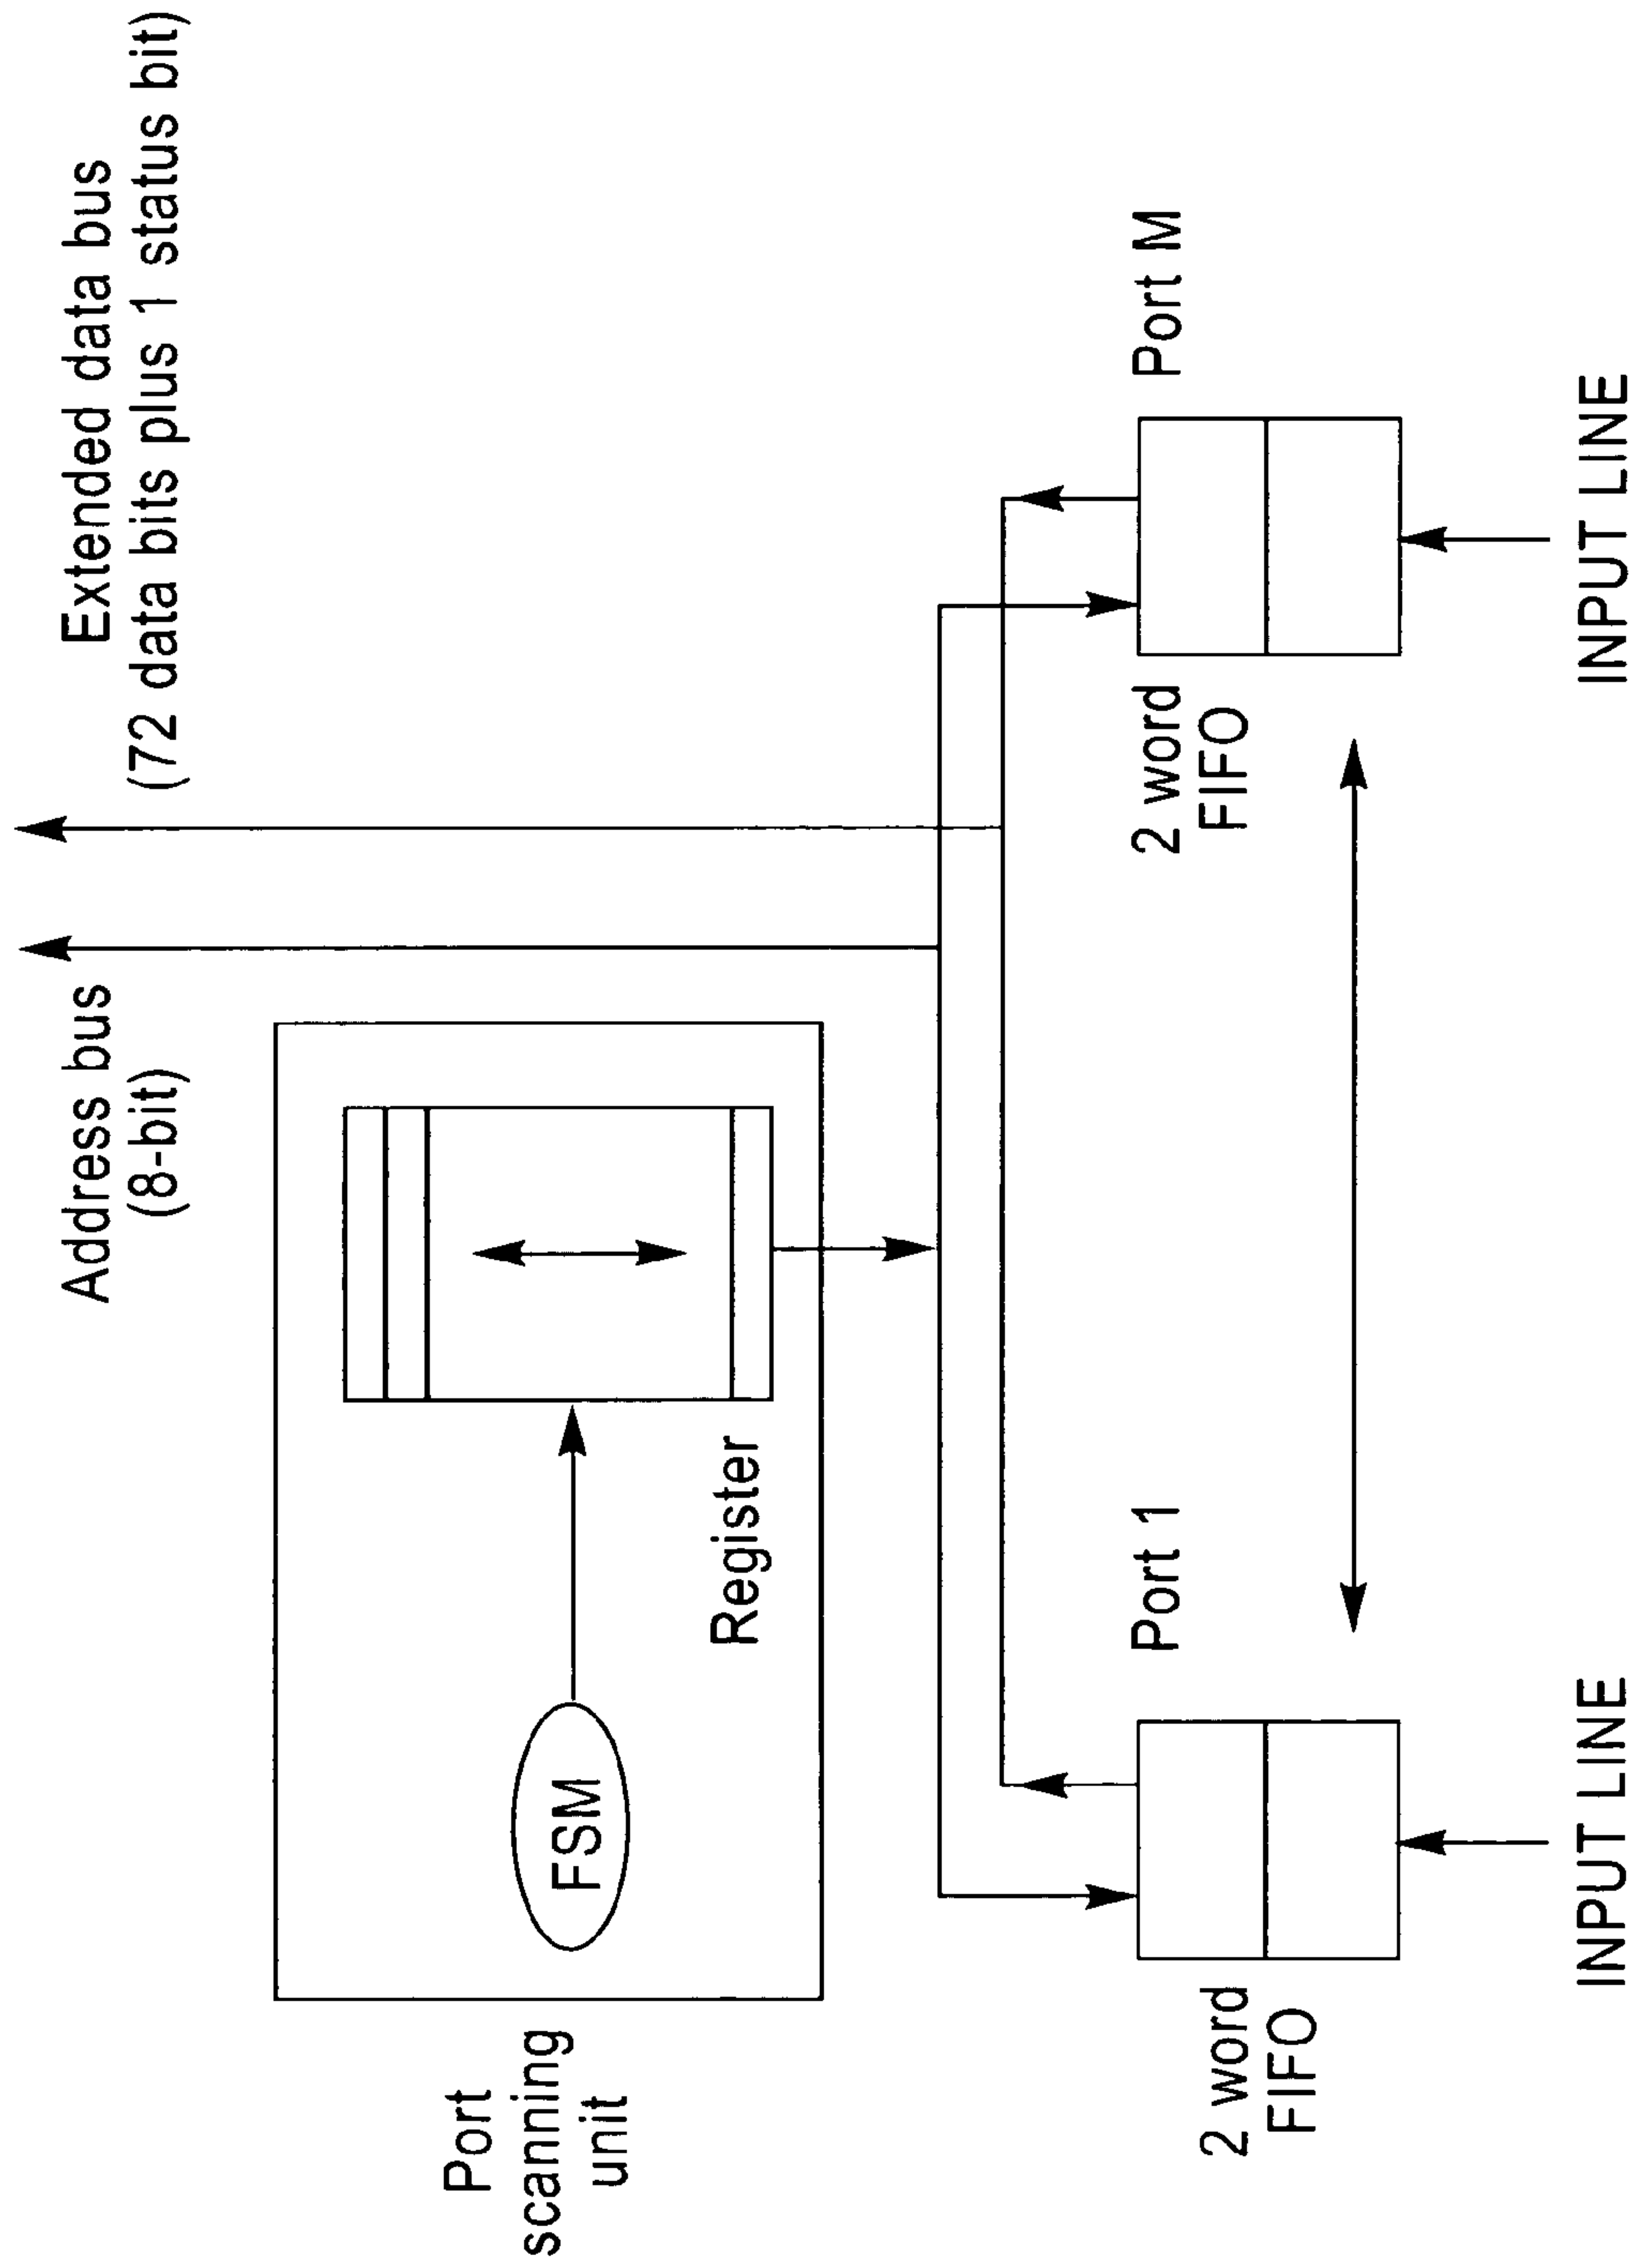 Address bus
(8-bit)
Extended data bus
(72 data bits plus 1 status bit)
Port
scanning
unit
FSM
Register
Port 1
Port M
2 word
FIFO
2 word
FIFO
INPUT LINE
INPUT LINE